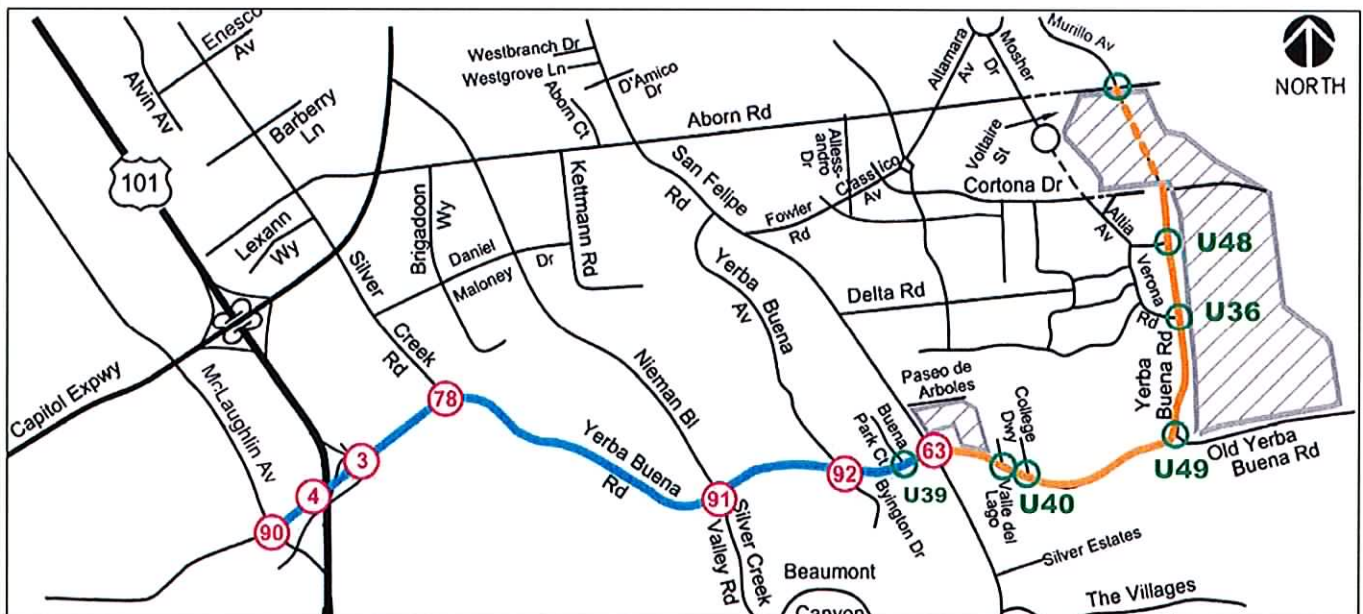 Enesco
Av
Alvin Av
Barberry
Ln
Westbranch Dr
Westgrove Ln
D'Amico
Dr
Aborn Ct
Aborn Rd
Altamara
Av
Mosher
Dr
Murillo Av
NORTH
101
Lexann
Wy
Brigadoon
Wy
Kettmann Rd
San Felipe
Rd
Alless-
andro
Dr
Classico
Av
Voltaire
St
Cortona Dr
Allia
Av
U48
Fowler
Rd
Daniel
Maloney
Dr
Silver
Creek
Rd
Yerba
Buena
Av
Delta Rd
Verona
Rd
U36
Capitol Expwy
McLaughlin Av
78
Nieman Bl
Paseo de
Arboles
Yerba
Buena Rd
Buena
Park Ct
College
Dwy
3
4
90
Yerba Buena
Rd
91
92
U39
63
U40
U49
Old Yerba
Buena Rd
Valle del
Lago
Byington Dr
Silver Creek
Valley Rd
Silver Estates
Beaumont
Canyon
The Villages